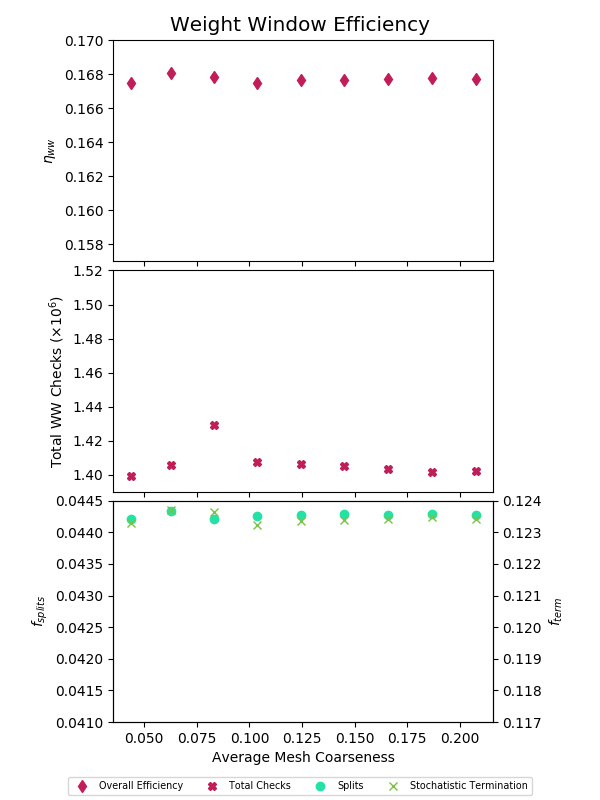 Weight Window Efficiency
0.170
0.168
0.166
0.164
0.162
0.160
0.158
η_ww
1.52
1.50
1.48
1.46
1.44
1.42
1.40
Total WW Checks (×10⁶)
0.0445 0.124
0.0440 0.123
0.0435 0.122
0.0430 0.121
0.0425 0.120
0.0420 0.119
0.0415 0.118
0.0410 0.117
f_splits
f_term
0.050 0.075 0.100 0.125 0.150 0.175 0.200
Average Mesh Coarseness
Overall Efficiency Total Checks Splits Stochatistic Termination